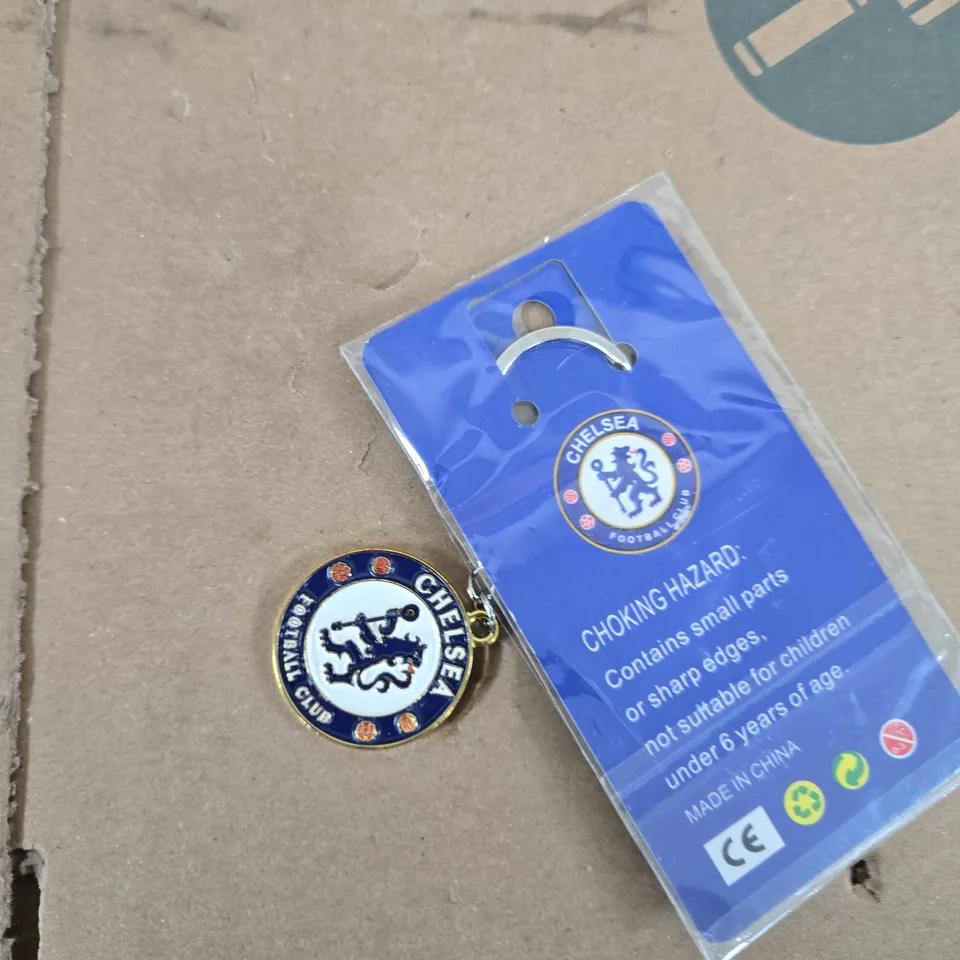 CHELSEA
FOOTBALL CLUB
CHOKING HAZARD:
Contains small parts
or sharp edges,
not suitable for children
under 6 years of age.
MADE IN CHINA
CE
CHELSEA
FOOTBALL CLUB